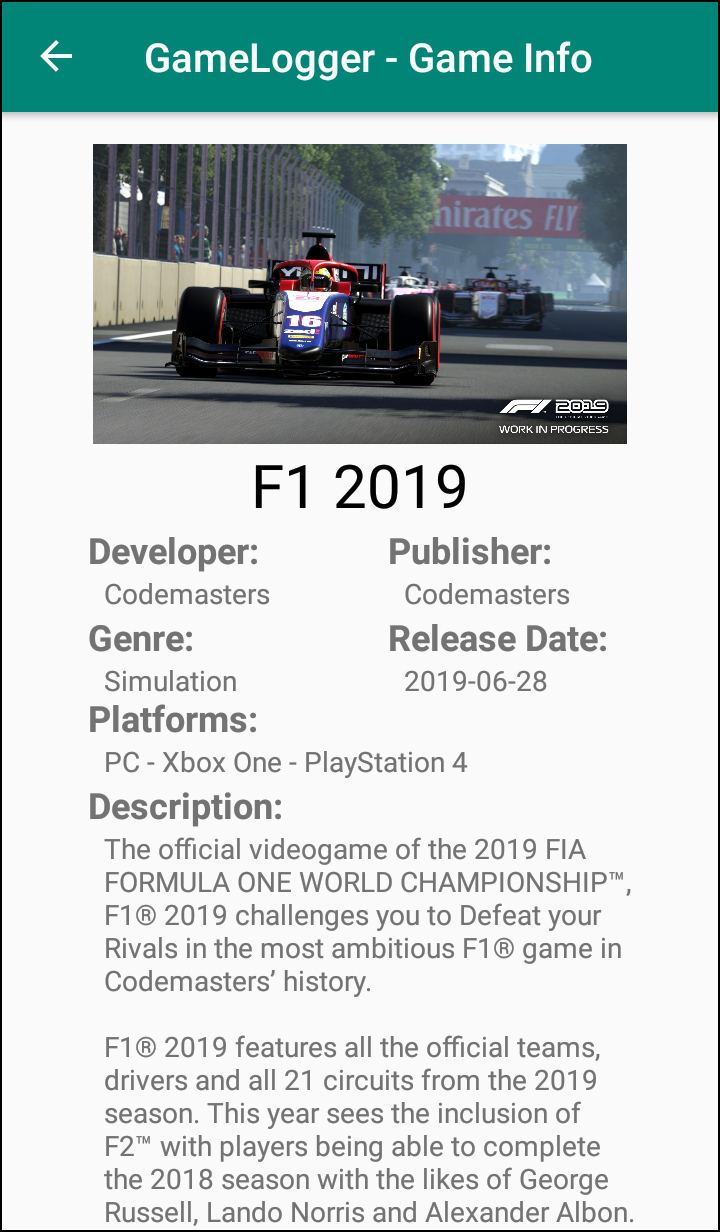 GameLogger - Game Info
mirates FLY
16
2019
WORK IN PROGRESS
F1 2019
Developer: Publisher:
Codemasters Codemasters
Genre: Release Date:
Simulation 2019-06-28
Platforms:
PC - Xbox One - PlayStation 4
Description:
The official videogame of the 2019 FIA
FORMULA ONE WORLD CHAMPIONSHIP™,
F1® 2019 challenges you to Defeat your
Rivals in the most ambitious F1® game in
Codemasters’ history.
F1® 2019 features all the official teams,
drivers and all 21 circuits from the 2019
season. This year sees the inclusion of
F2™ with players being able to complete
the 2018 season with the likes of George
Russell, Lando Norris and Alexander Albon.